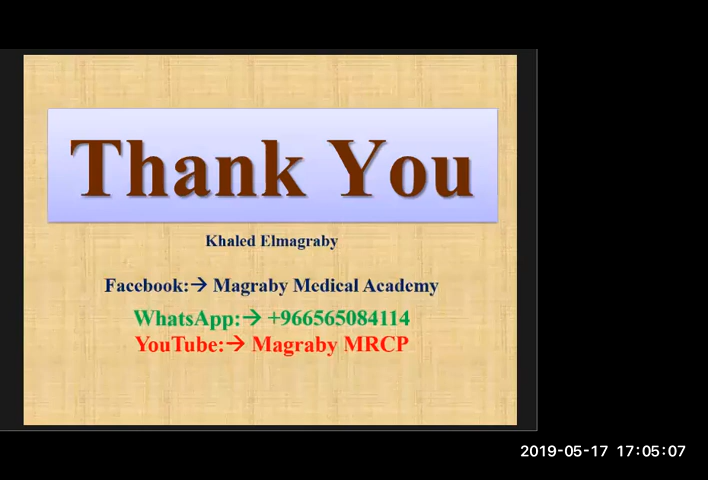 Thank You
Khaled Elmagraby
Facebook:→ Magraby Medical Academy
WhatsApp:→ +966565084114
YouTube:→ Magraby MRCP
2019-05-17 17:05:07